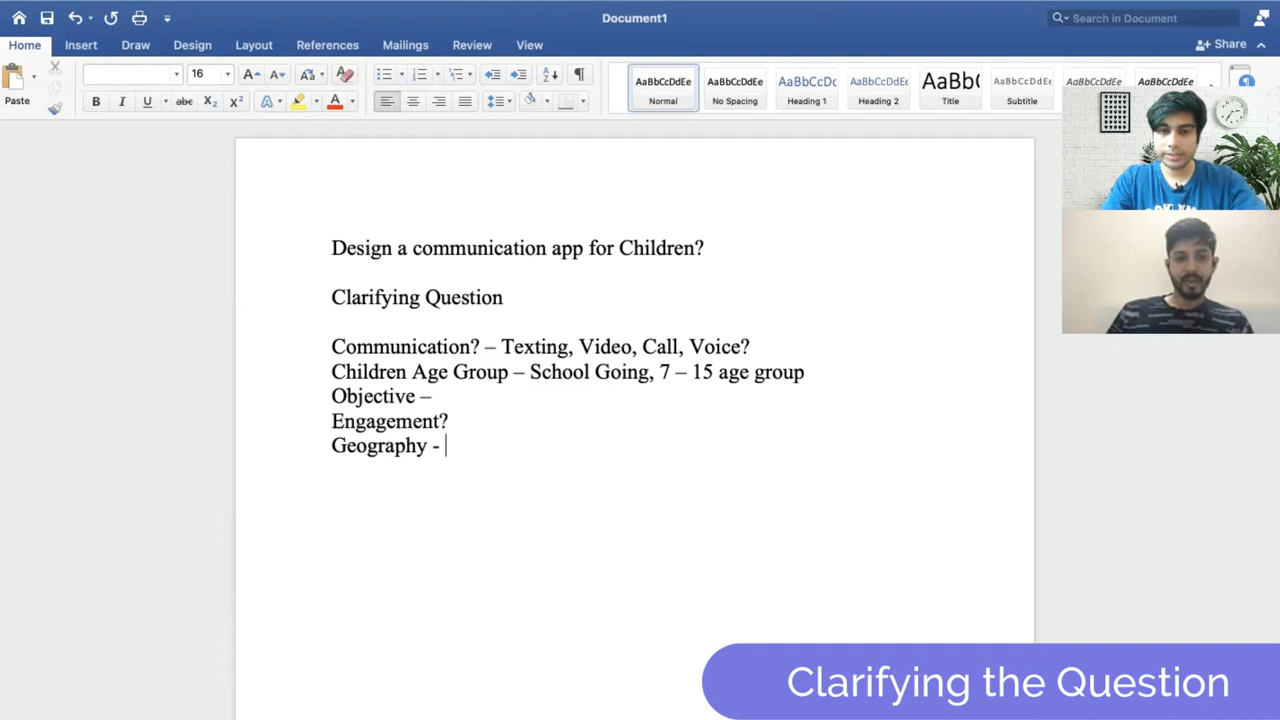 Document1
Search in Document
Home Insert Draw Design Layout References Mailings Review View
Share
Paste
16
B I U abc X₂ X² A A
AaBbCcDdEe AaBbCcDdEe AaBbCcDc AaBbCcDdEe AaBb( AaBbCcDdEe AaBbCcDdEe AaBbCcDdEe
Normal No Spacing Heading 1 Heading 2 Title Subtitle
Design a communication app for Children?
Clarifying Question
Communication? – Texting, Video, Call, Voice?
Children Age Group – School Going, 7 – 15 age group
Objective –
Engagement?
Geography -
Clarifying the Question